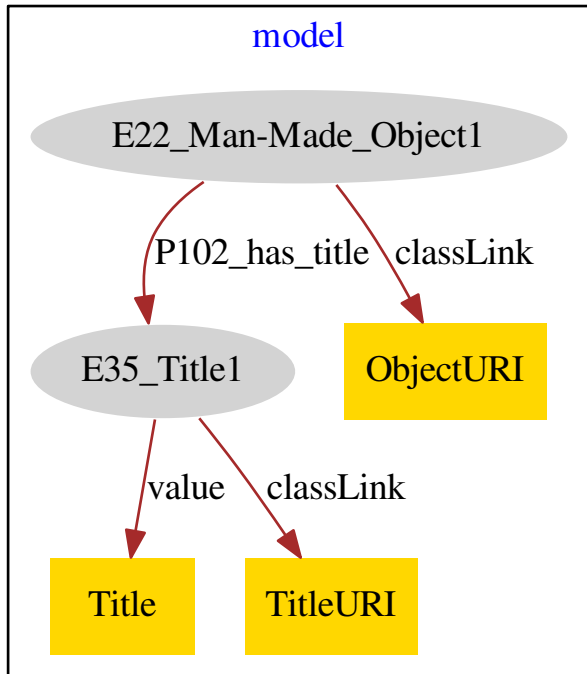 model
E22_Man-Made_Object1
P102_has_title
classLink
E35_Title1
ObjectURI
value
classLink
Title
TitleURI